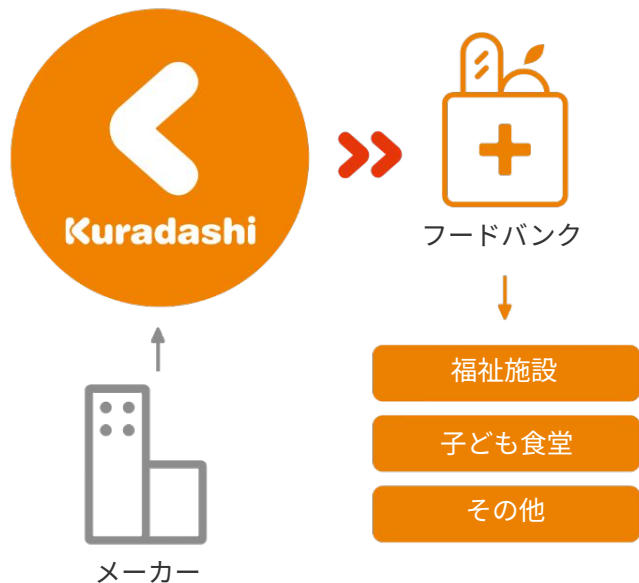 Kuradashi
フードバンク
福祉施設
子ども食堂
その他
メーカー